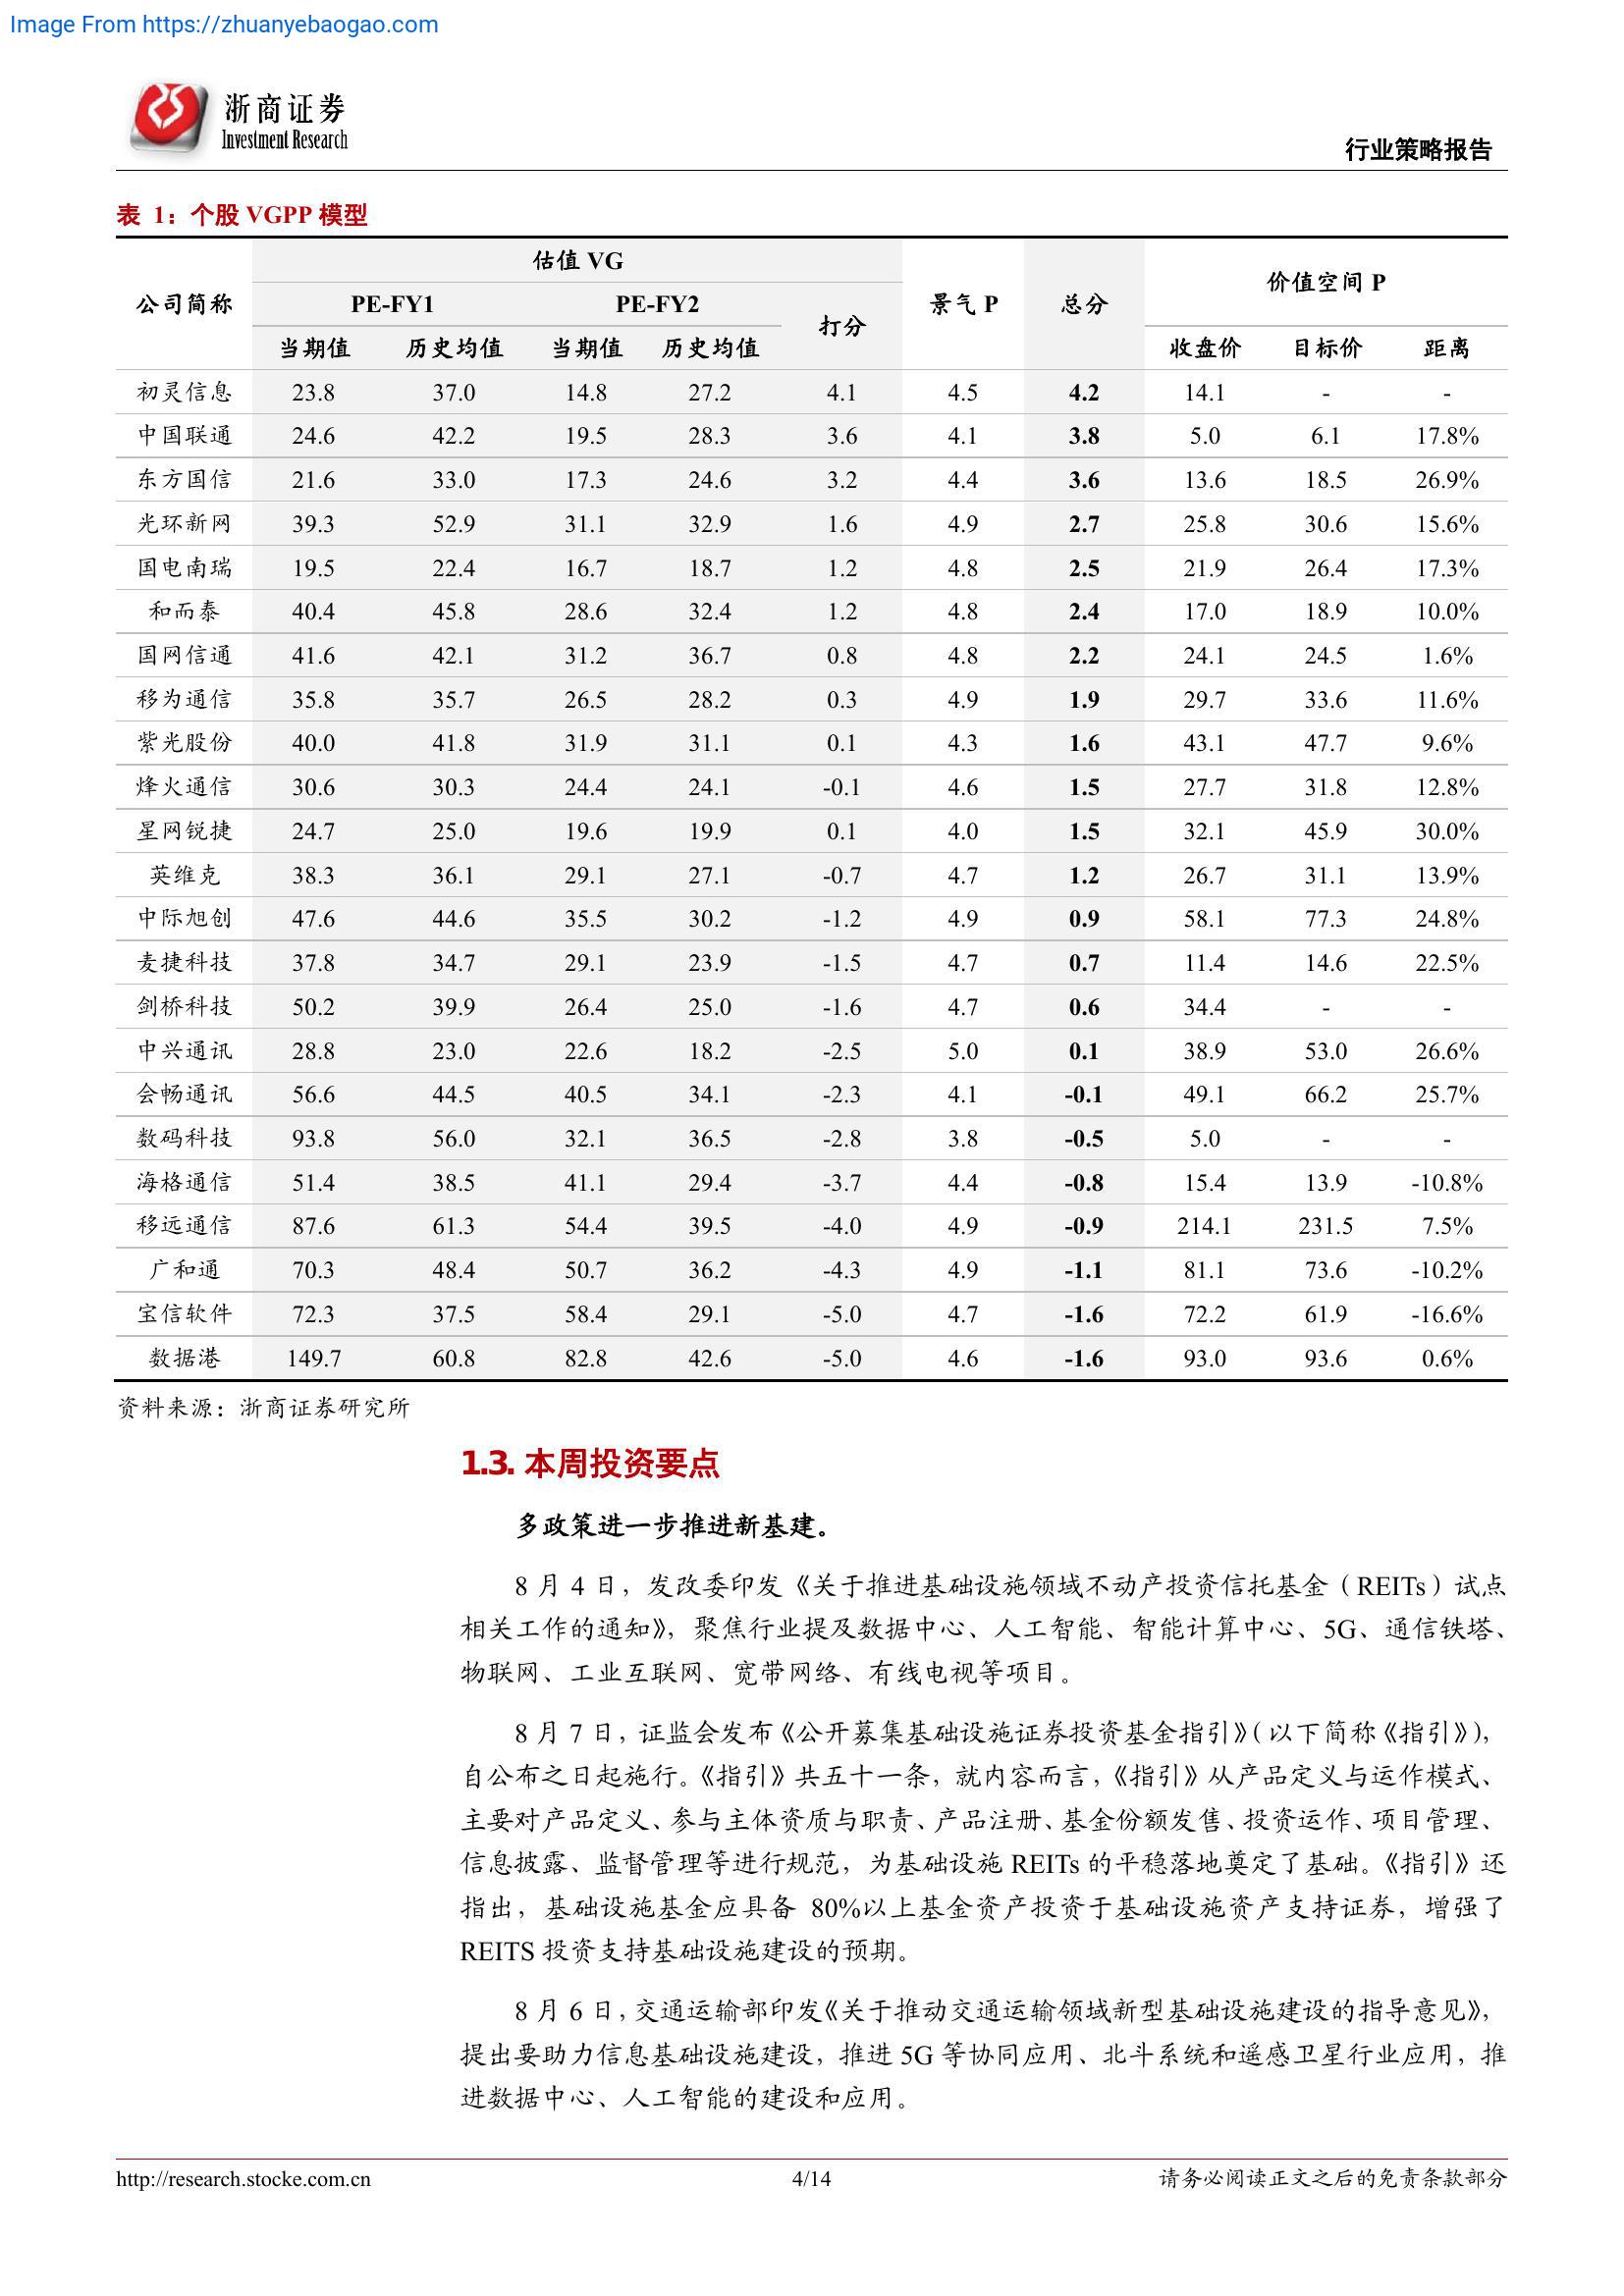 Image From https://zhuanyebaogao.com
浙商证券
Investment Research
行业策略报告
表 1：个股 VGPP 模型
公司简称 估值 VG 景气 P 总分 价值空间 P
PE-FY1 PE-FY2 打分
当期值 历史均值 当期值 历史均值 收盘价 目标价 距离
初灵信息 23.8 37.0 14.8 27.2 4.1 4.5 4.2 14.1 - -
中国联通 24.6 42.2 19.5 28.3 3.6 4.1 3.8 5.0 6.1 17.8%
东方国信 21.6 33.0 17.3 24.6 3.2 4.4 3.6 13.6 18.5 26.9%
光环新网 39.3 52.9 31.1 32.9 1.6 4.9 2.7 25.8 30.6 15.6%
国电南瑞 19.5 22.4 16.7 18.7 1.2 4.8 2.5 21.9 26.4 17.3%
和而泰 40.4 45.8 28.6 32.4 1.2 4.8 2.4 17.0 18.9 10.0%
国网信通 41.6 42.1 31.2 36.7 0.8 4.8 2.2 24.1 24.5 1.6%
移为通信 35.8 35.7 26.5 28.2 0.3 4.9 1.9 29.7 33.6 11.6%
紫光股份 40.0 41.8 31.9 31.1 0.1 4.3 1.6 43.1 47.7 9.6%
烽火通信 30.6 30.3 24.4 24.1 -0.1 4.6 1.5 27.7 31.8 12.8%
星网锐捷 24.7 25.0 19.6 19.9 0.1 4.0 1.5 32.1 45.9 30.0%
英维克 38.3 36.1 29.1 27.1 -0.7 4.7 1.2 26.7 31.1 13.9%
中际旭创 47.6 44.6 35.5 30.2 -1.2 4.9 0.9 58.1 77.3 24.8%
麦捷科技 37.8 34.7 29.1 23.9 -1.5 4.7 0.7 11.4 14.6 22.5%
剑桥科技 50.2 39.9 26.4 25.0 -1.6 4.7 0.6 34.4 - -
中兴通讯 28.8 23.0 22.6 18.2 -2.5 5.0 0.1 38.9 53.0 26.6%
会畅通讯 56.6 44.5 40.5 34.1 -2.3 4.1 -0.1 49.1 66.2 25.7%
数码科技 93.8 56.0 32.1 36.5 -2.8 3.8 -0.5 5.0 - -
海格通信 51.4 38.5 41.1 29.4 -3.7 4.4 -0.8 15.4 13.9 -10.8%
移远通信 87.6 61.3 54.4 39.5 -4.0 4.9 -0.9 214.1 231.5 7.5%
广和通 70.3 48.4 50.7 36.2 -4.3 4.9 -1.1 81.1 73.6 -10.2%
宝信软件 72.3 37.5 58.4 29.1 -5.0 4.7 -1.6 72.2 61.9 -16.6%
数据港 149.7 60.8 82.8 42.6 -5.0 4.6 -1.6 93.0 93.6 0.6%
资料来源：浙商证券研究所
1.3. 本周投资要点
多政策进一步推进新基建。
8 月 4 日，发改委印发《关于推进基础设施领域不动产投资信托基金（REITs）试点
相关工作的通知》，聚焦行业提及数据中心、人工智能、智能计算中心、5G、通信铁塔、
物联网、工业互联网、宽带网络、有线电视等项目。
8 月 7 日，证监会发布《公开募集基础设施证券投资基金指引》（以下简称《指引》），
自公布之日起施行。《指引》共五十一条，就内容而言，《指引》从产品定义与运作模式、
主要对产品定义、参与主体资质与职责、产品注册、基金份额发售、投资运作、项目管理、
信息披露、监督管理等进行规范，为基础设施 REITs 的平稳落地奠定了基础。《指引》还
指出，基础设施基金应具备 80%以上基金资产投资于基础设施资产支持证券，增强了
REITS 投资支持基础设施建设的预期。
8 月 6 日，交通运输部印发《关于推动交通运输领域新型基础设施建设的指导意见》，
提出要助力信息基础设施建设，推进 5G 等协同应用、北斗系统和遥感卫星行业应用，推
进数据中心、人工智能的建设和应用。
http://research.stocke.com.cn 4/14 请务必阅读正文之后的免责条款部分